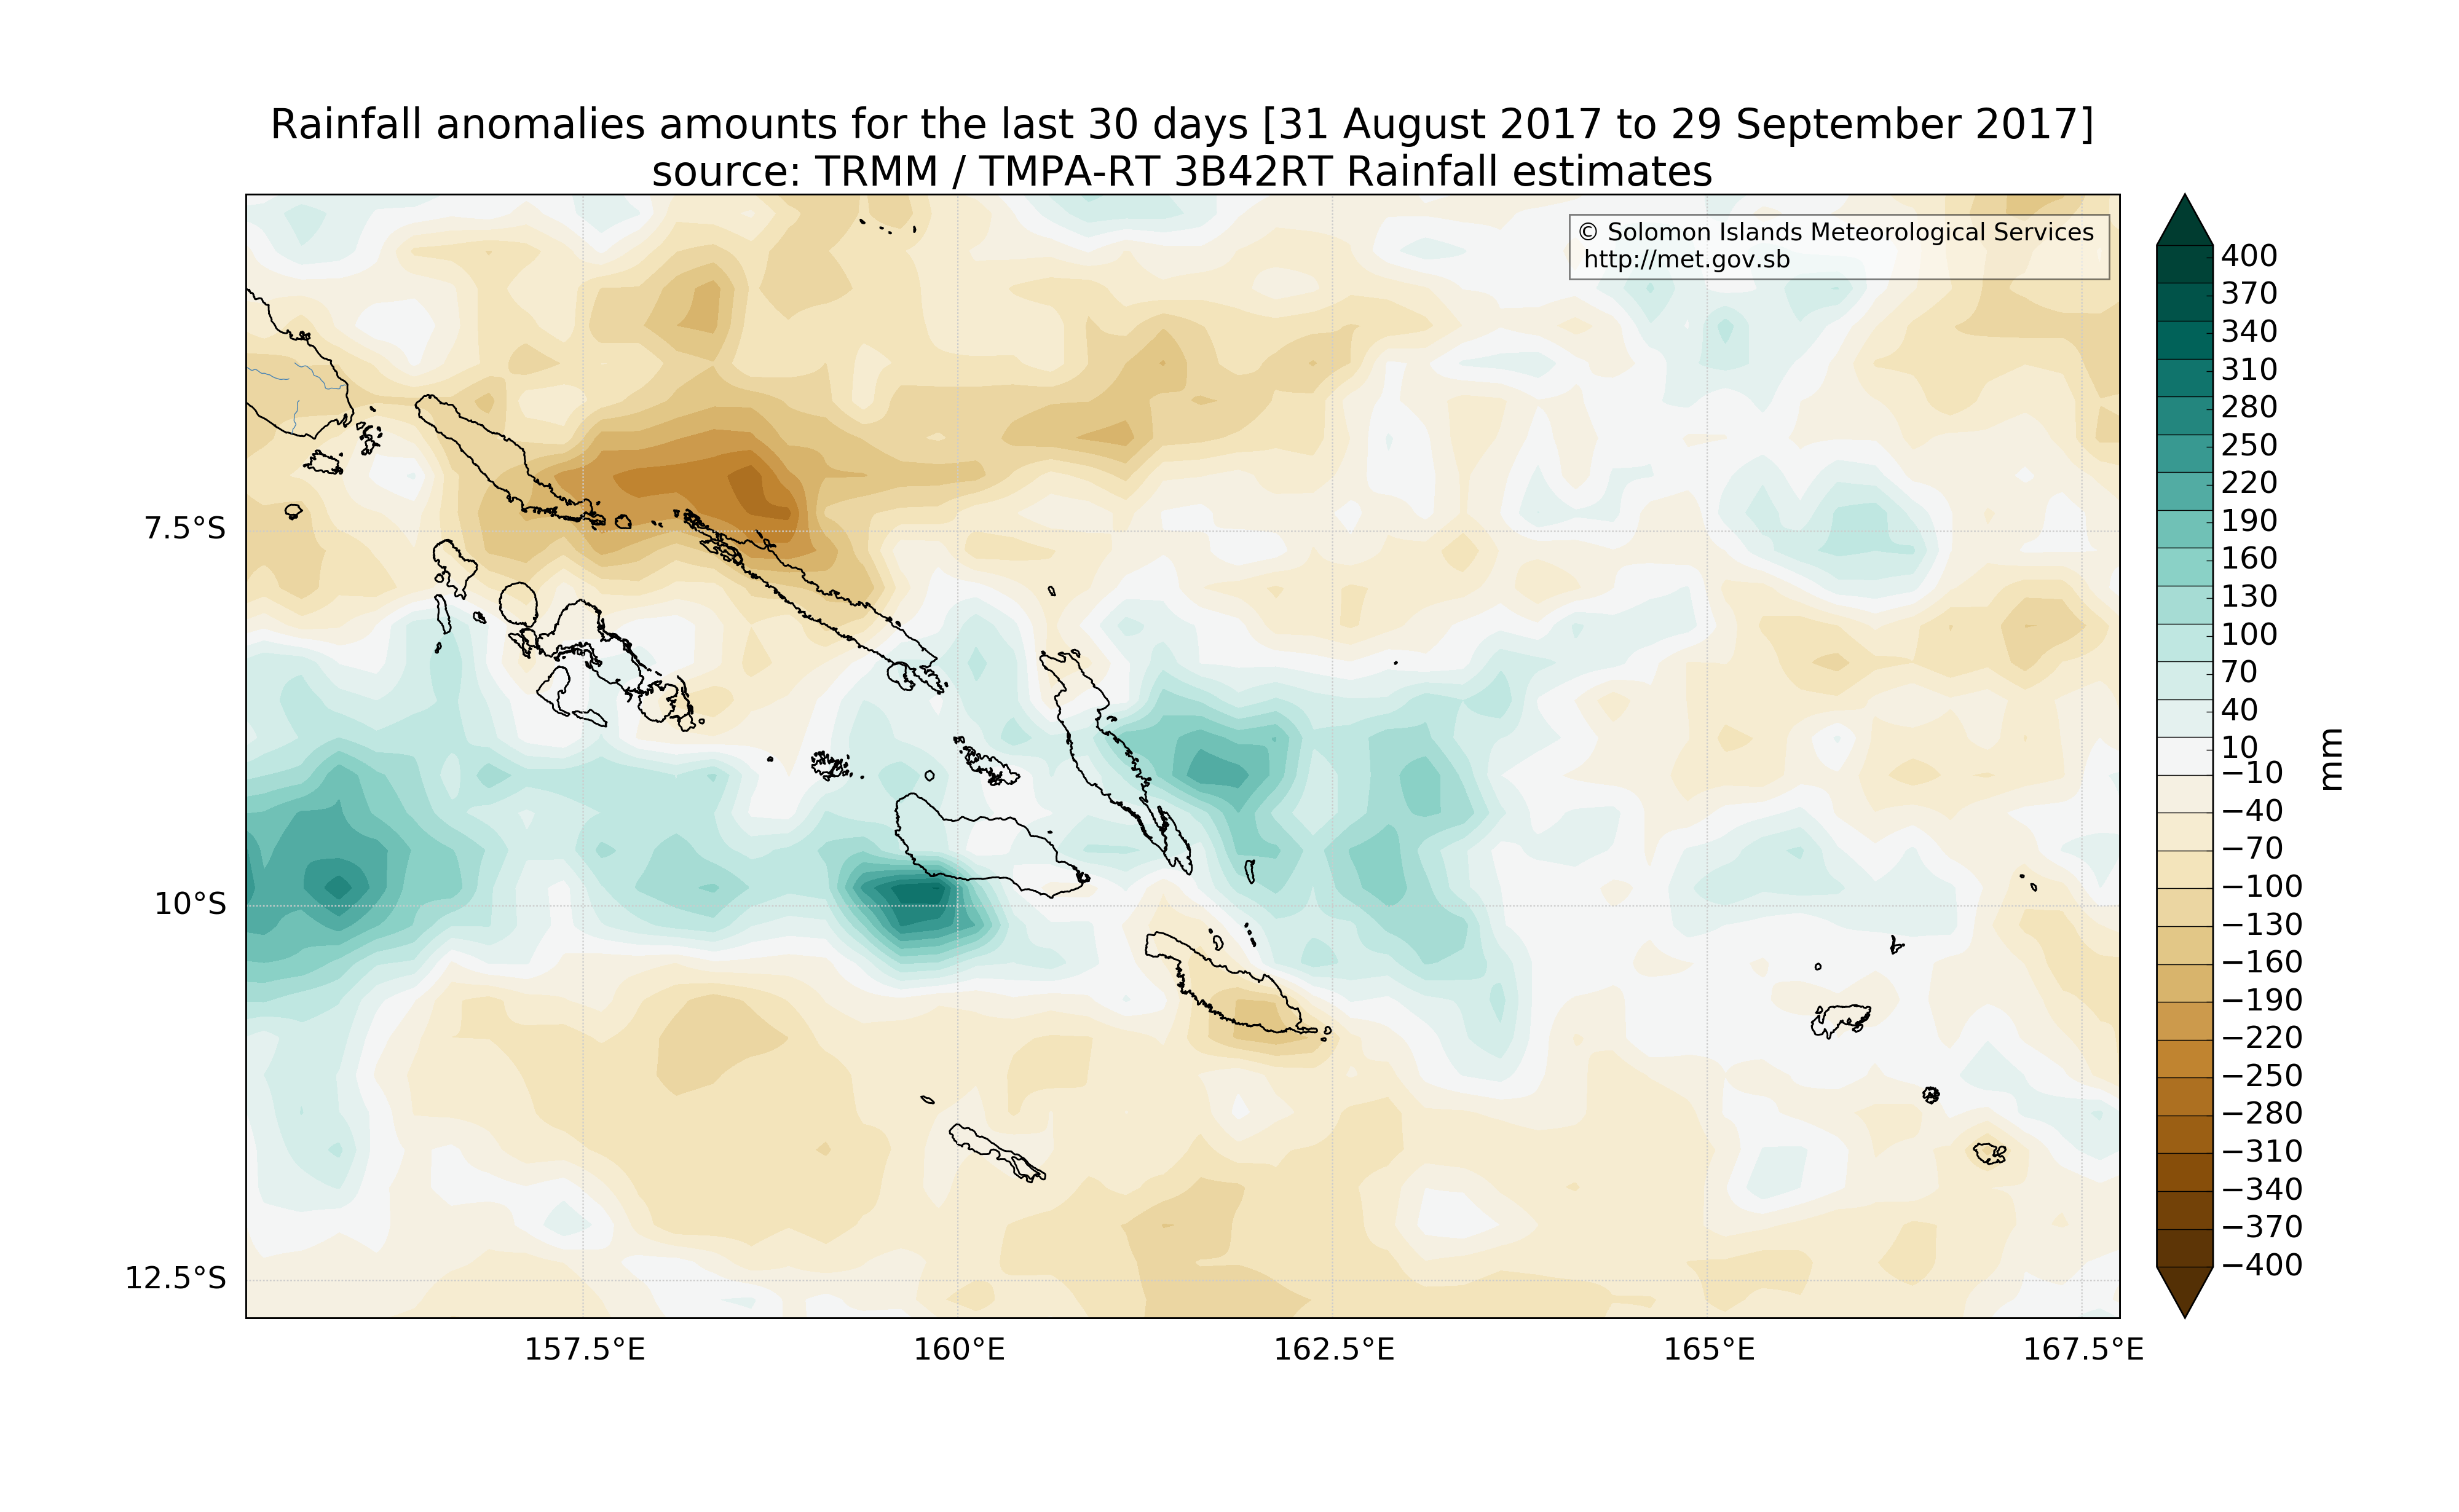 Rainfall anomalies amounts for the last 30 days [31 August 2017 to 29 September 2017]
source: TRMM / TMPA-RT 3B42RT Rainfall estimates
© Solomon Islands Meteorological Services
http://met.gov.sb
7.5°S
10°S
12.5°S
157.5°E
160°E
162.5°E
165°E
167.5°E
400
370
340
310
280
250
220
190
160
130
100
70
40
10
−10
−40
−70
−100
−130
−160
−190
−220
−250
−280
−310
−340
−370
−400
mm